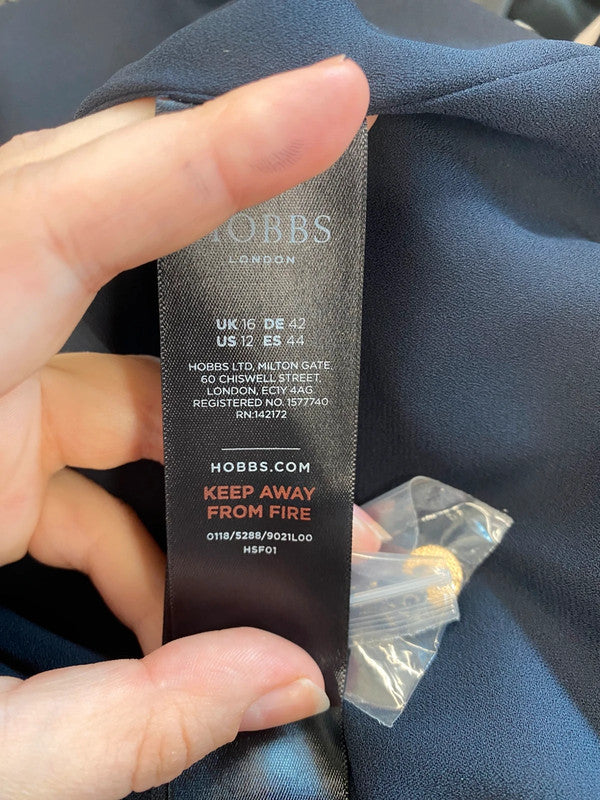 HOBBS
LONDON
UK 16 DE 42
US 12 ES 44
HOBBS LTD, MILTON GATE,
60 CHISWELL STREET,
LONDON, EC1Y 4AG
REGISTERED NO. 1577740
RN:142172
HOBBS.COM
KEEP AWAY
FROM FIRE
0118/5288/9021L00
HSF01